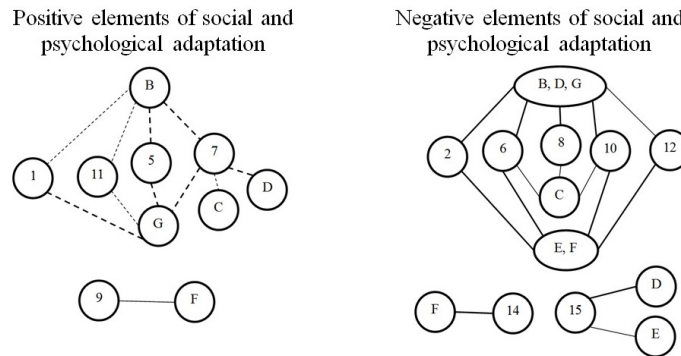 Positive elements of social and
psychological adaptation
Negative elements of social and
psychological adaptation
B
1
11
5
7
G
C
D
9
F
B, D, G
2
6
8
10
12
C
E, F
F
14
15
D
E